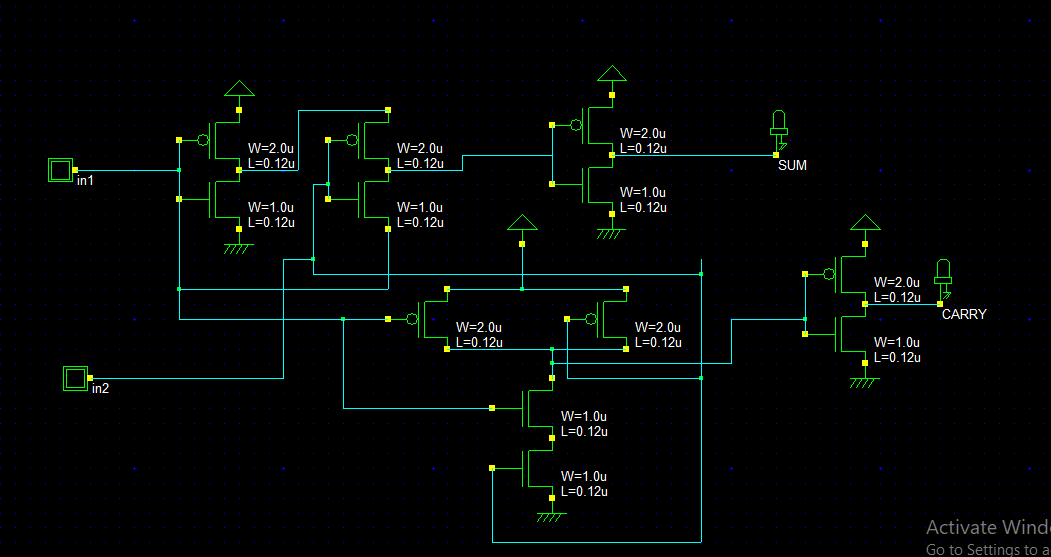 W=2.0u
L=0.12u
W=1.0u
L=0.12u
W=2.0u
L=0.12u
W=1.0u
L=0.12u
W=2.0u
L=0.12u
W=1.0u
L=0.12u
SUM
in1
W=2.0u
L=0.12u
W=2.0u
L=0.12u
W=2.0u
L=0.12u
CARRY
W=1.0u
L=0.12u
in2
W=1.0u
L=0.12u
W=1.0u
L=0.12u
Activate Wind
Go to Settings to a